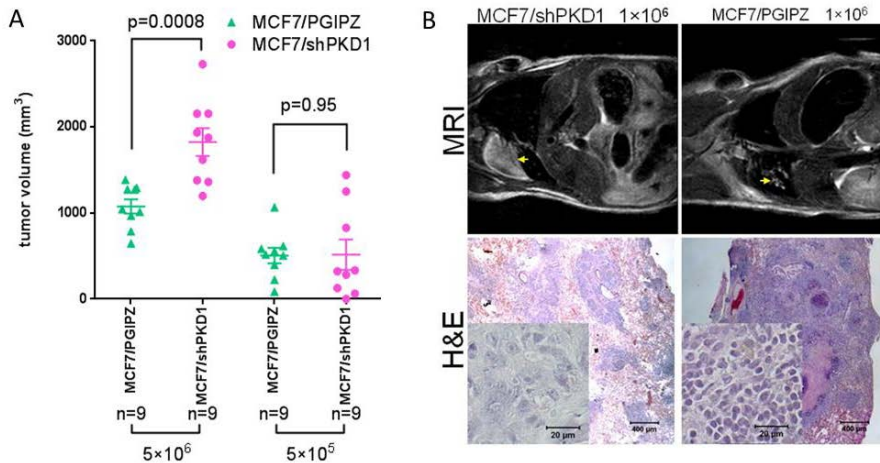 A
p=0.0008
MCF7/PGIPZ
MCF7/shPKD1
p=0.95
tumor volume (mm³)
3000
2000
1000
0
MCF7/PGIPZ
MCF7/shPKD1
MCF7/PGIPZ
MCF7/shPKD1
n=9 n=9 n=9 n=9
5×10⁶ 5×10⁵
B
MCF7/shPKD1 1×10⁶ MCF7/PGIPZ 1×10⁶
MRI
H&E
20 µm 400 µm 20 µm 400 µm